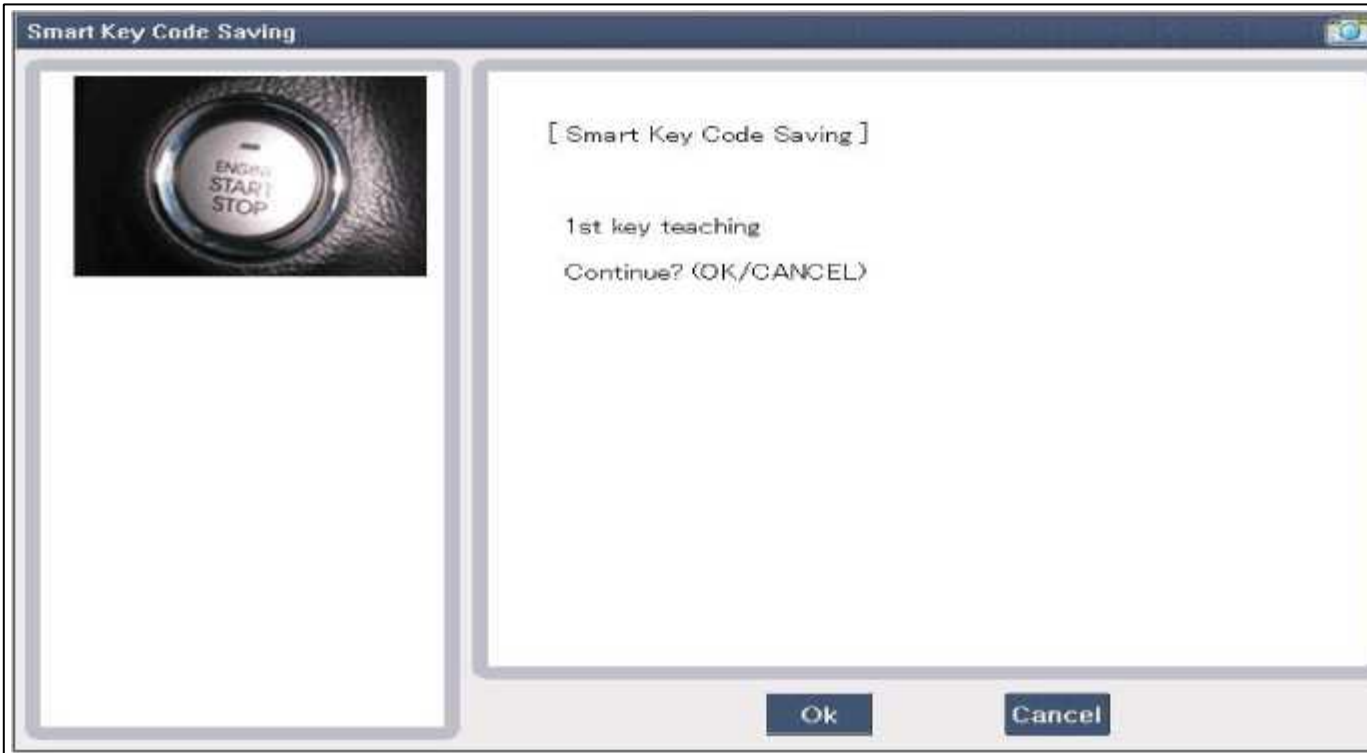 Smart Key Code Saving
ENGINE
START
STOP
[ Smart Key Code Saving ]
1st key teaching
Continue? (OK/CANCEL)
Ok
Cancel